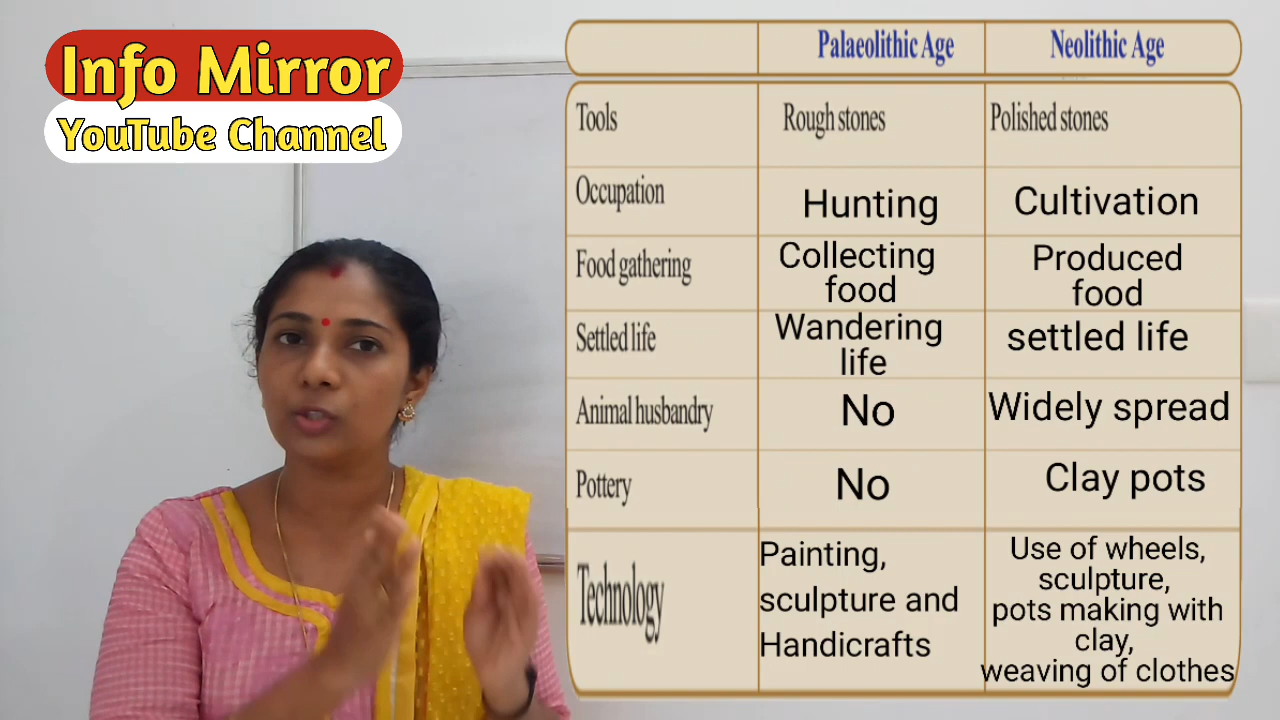 Info Mirror
YouTube Channel
Palaeolithic Age Neolithic Age
Tools Rough stones Polished stones
Occupation Hunting Cultivation
Food gathering Collecting food Produced food
Settled life Wandering life settled life
Animal husbandry No Widely spread
Pottery No Clay pots
Technology
Painting,
sculpture and
Handicrafts
Use of wheels,
sculpture,
pots making with
clay,
weaving of clothes